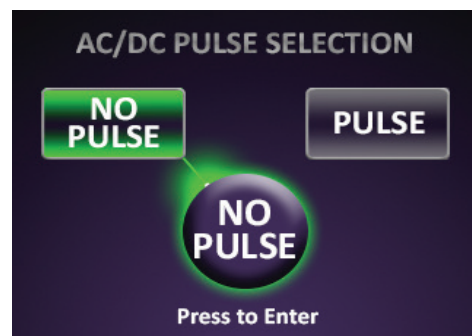 AC/DC PULSE SELECTION
NO
PULSE
PULSE
NO
PULSE
Press to Enter